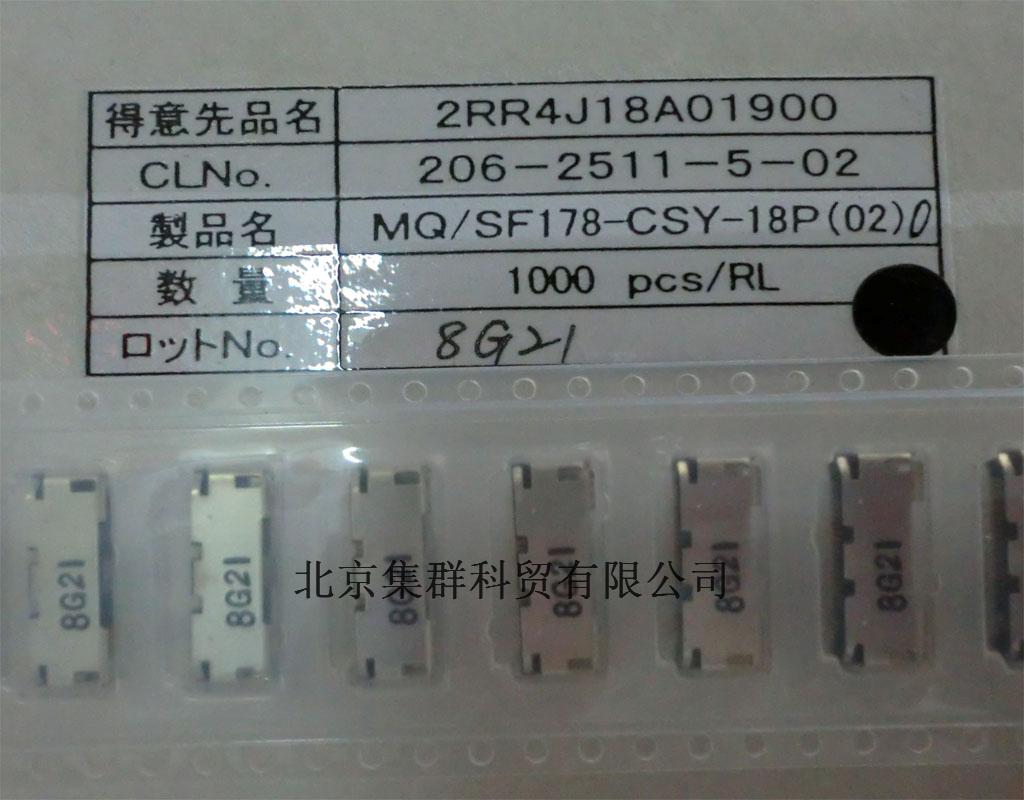 得意先品名 2RR4J18A01900
CLNo. 206-2511-5-02
製品名 MQ/SF178-CSY-18P(02)0
数 量 1000 pcs/RL
ロットNo. 8G21
8G21 8G21 8G21 8G21 8G21 8G21
北京集群科贸有限公司